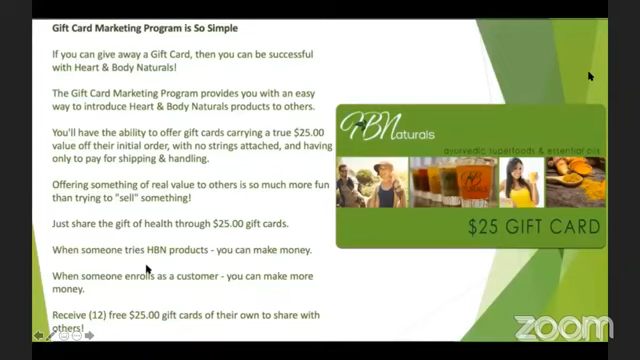 Gift Card Marketing Program is So Simple
If you can give away a Gift Card, then you can be successful
with Heart & Body Naturals!
The Gift Card Marketing Program provides you with an easy
way to introduce Heart & Body Naturals products to others.
You'll have the ability to offer gift cards carrying a true $25.00
value off their initial order, with no strings attached, and having
only to pay for shipping & handling.
Offering something of real value to others is so much more fun
than trying to "sell" something!
Just share the gift of health through $25.00 gift cards.
When someone tries HBN products - you can make money.
When someone enrolls as a customer - you can make more
money.
Receive (12) free $25.00 gift cards of their own to share with
others!
HBNaturals
ayurvedic, superfoods & essential oils
HBN
NATURALS
$25 GIFT CARD
zoom